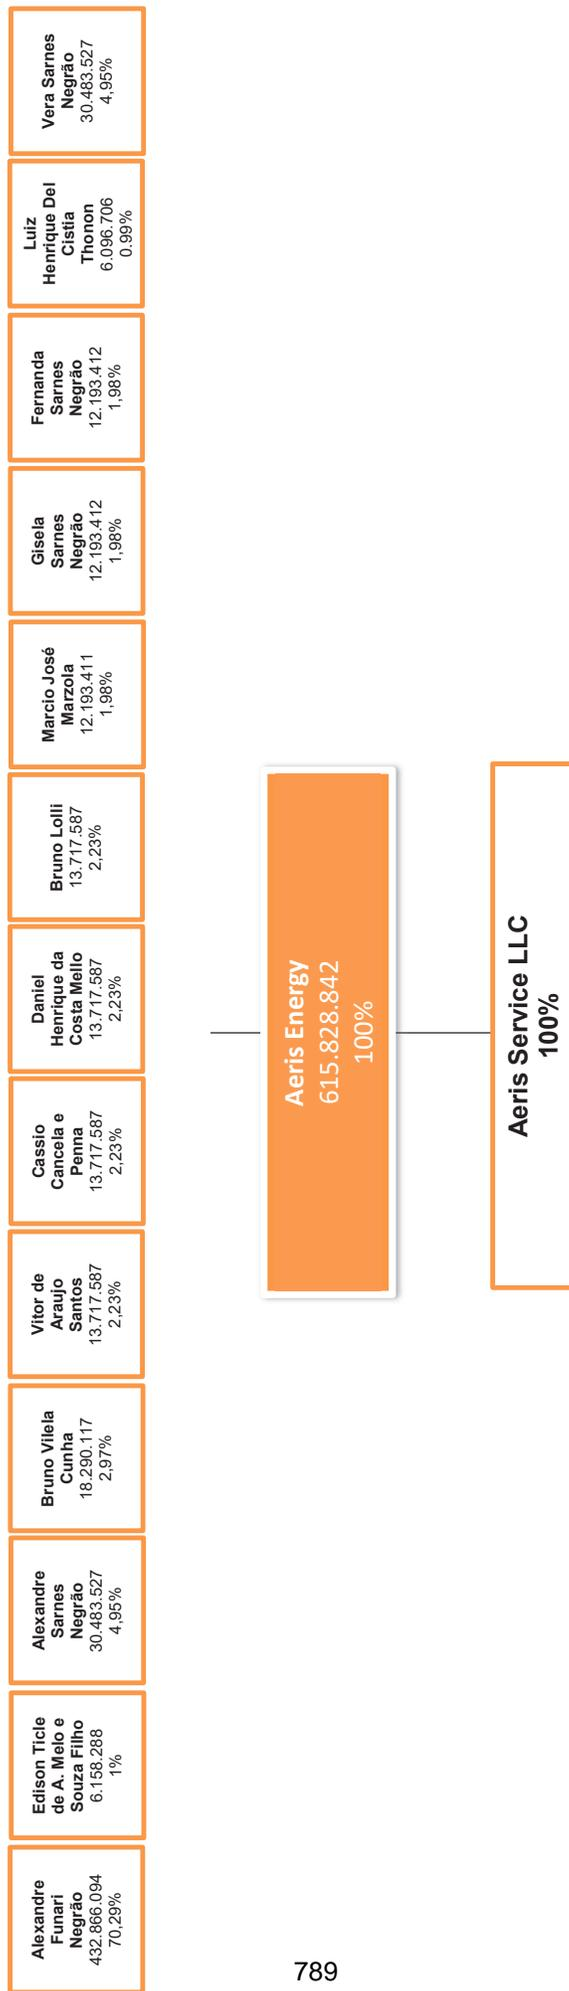 Alexandre
Funari
Negrão
432.866.094
70,29%
Edison Ticle
de A. Melo e
Souza Filho
6.158.288
1%
Alexandre
Sarnes
Negrão
30.483.527
4,95%
Bruno Vilela
Cunha
18.290.117
2,97%
Vitor de
Araujo
Santos
13.717.587
2,23%
Cassio
Cancela e
Penna
13.717.587
2,23%
Daniel
Henrique da
Costa Mello
13.717.587
2,23%
Bruno Lolli
13.717.587
2,23%
Marcio José
Marzola
12.193.411
1,98%
Gisela
Sarnes
Negrão
12.193.412
1,98%
Fernanda
Sarnes
Negrão
12.193.412
1,98%
Luiz
Henrique Del
Cistia
Thonon
6.096.706
0.99%
Vera Sarnes
Negrão
30.483.527
4,95%
Aeris Energy
615.828.842
100%
Aeris Service LLC
100%
789